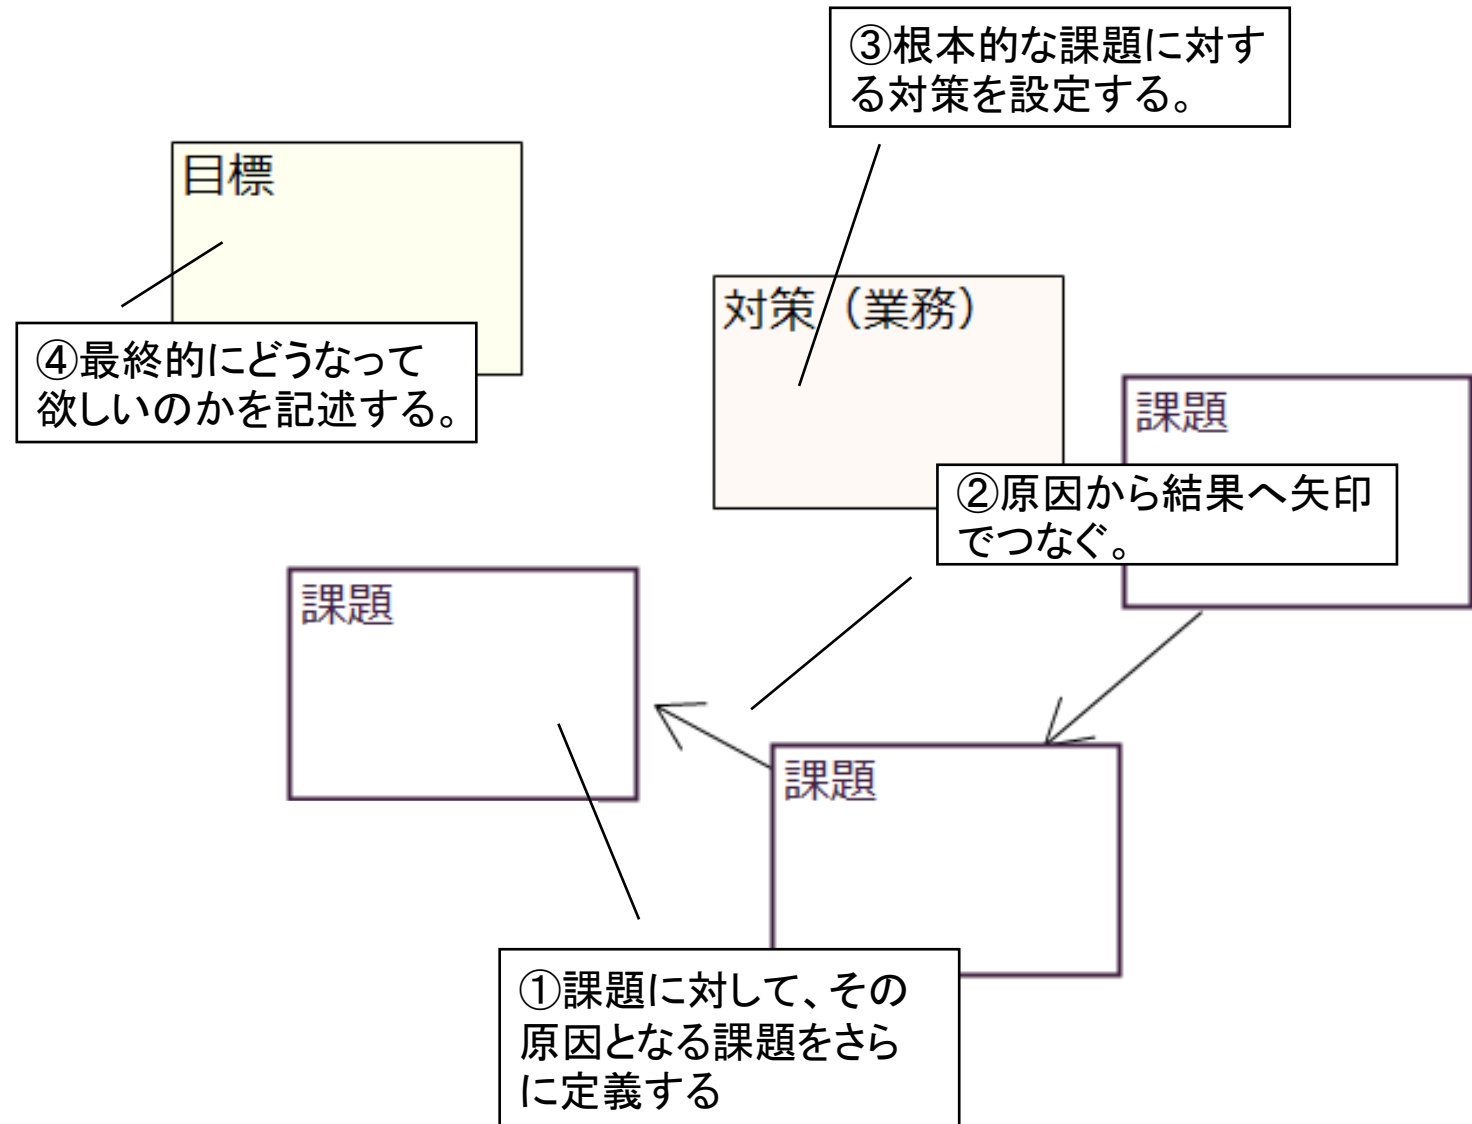 ③根本的な課題に対す
る対策を設定する。
目標
④最終的にどうなって
欲しいのかを記述する。
対策（業務）
課題
②原因から結果へ矢印
でつなぐ。
課題
課題
①課題に対して、その
原因となる課題をさら
に定義する